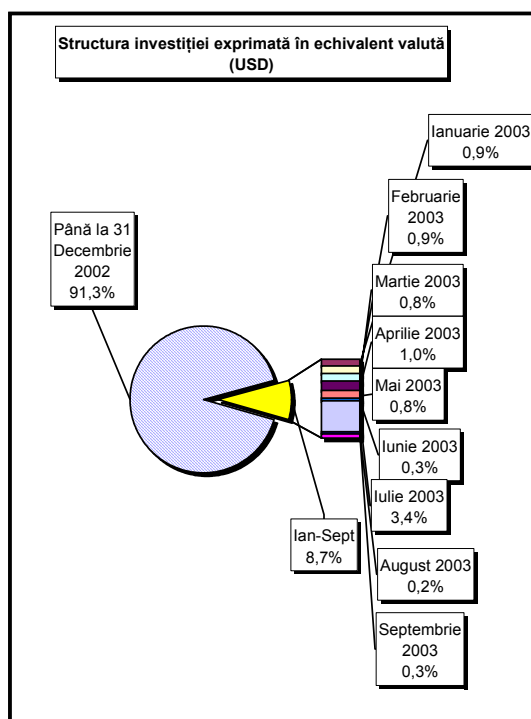 Structura investiției exprimată în echivalent valută
(USD)
Ianuarie 2003
0,9%
Februarie
2003
0,9%
Până la 31
Decembrie
2002
91,3%
Martie 2003
0,8%
Aprilie 2003
1,0%
Mai 2003
0,8%
Iunie 2003
0,3%
Iulie 2003
3,4%
Ian-Sept
8,7%
August 2003
0,2%
Septembrie
2003
0,3%